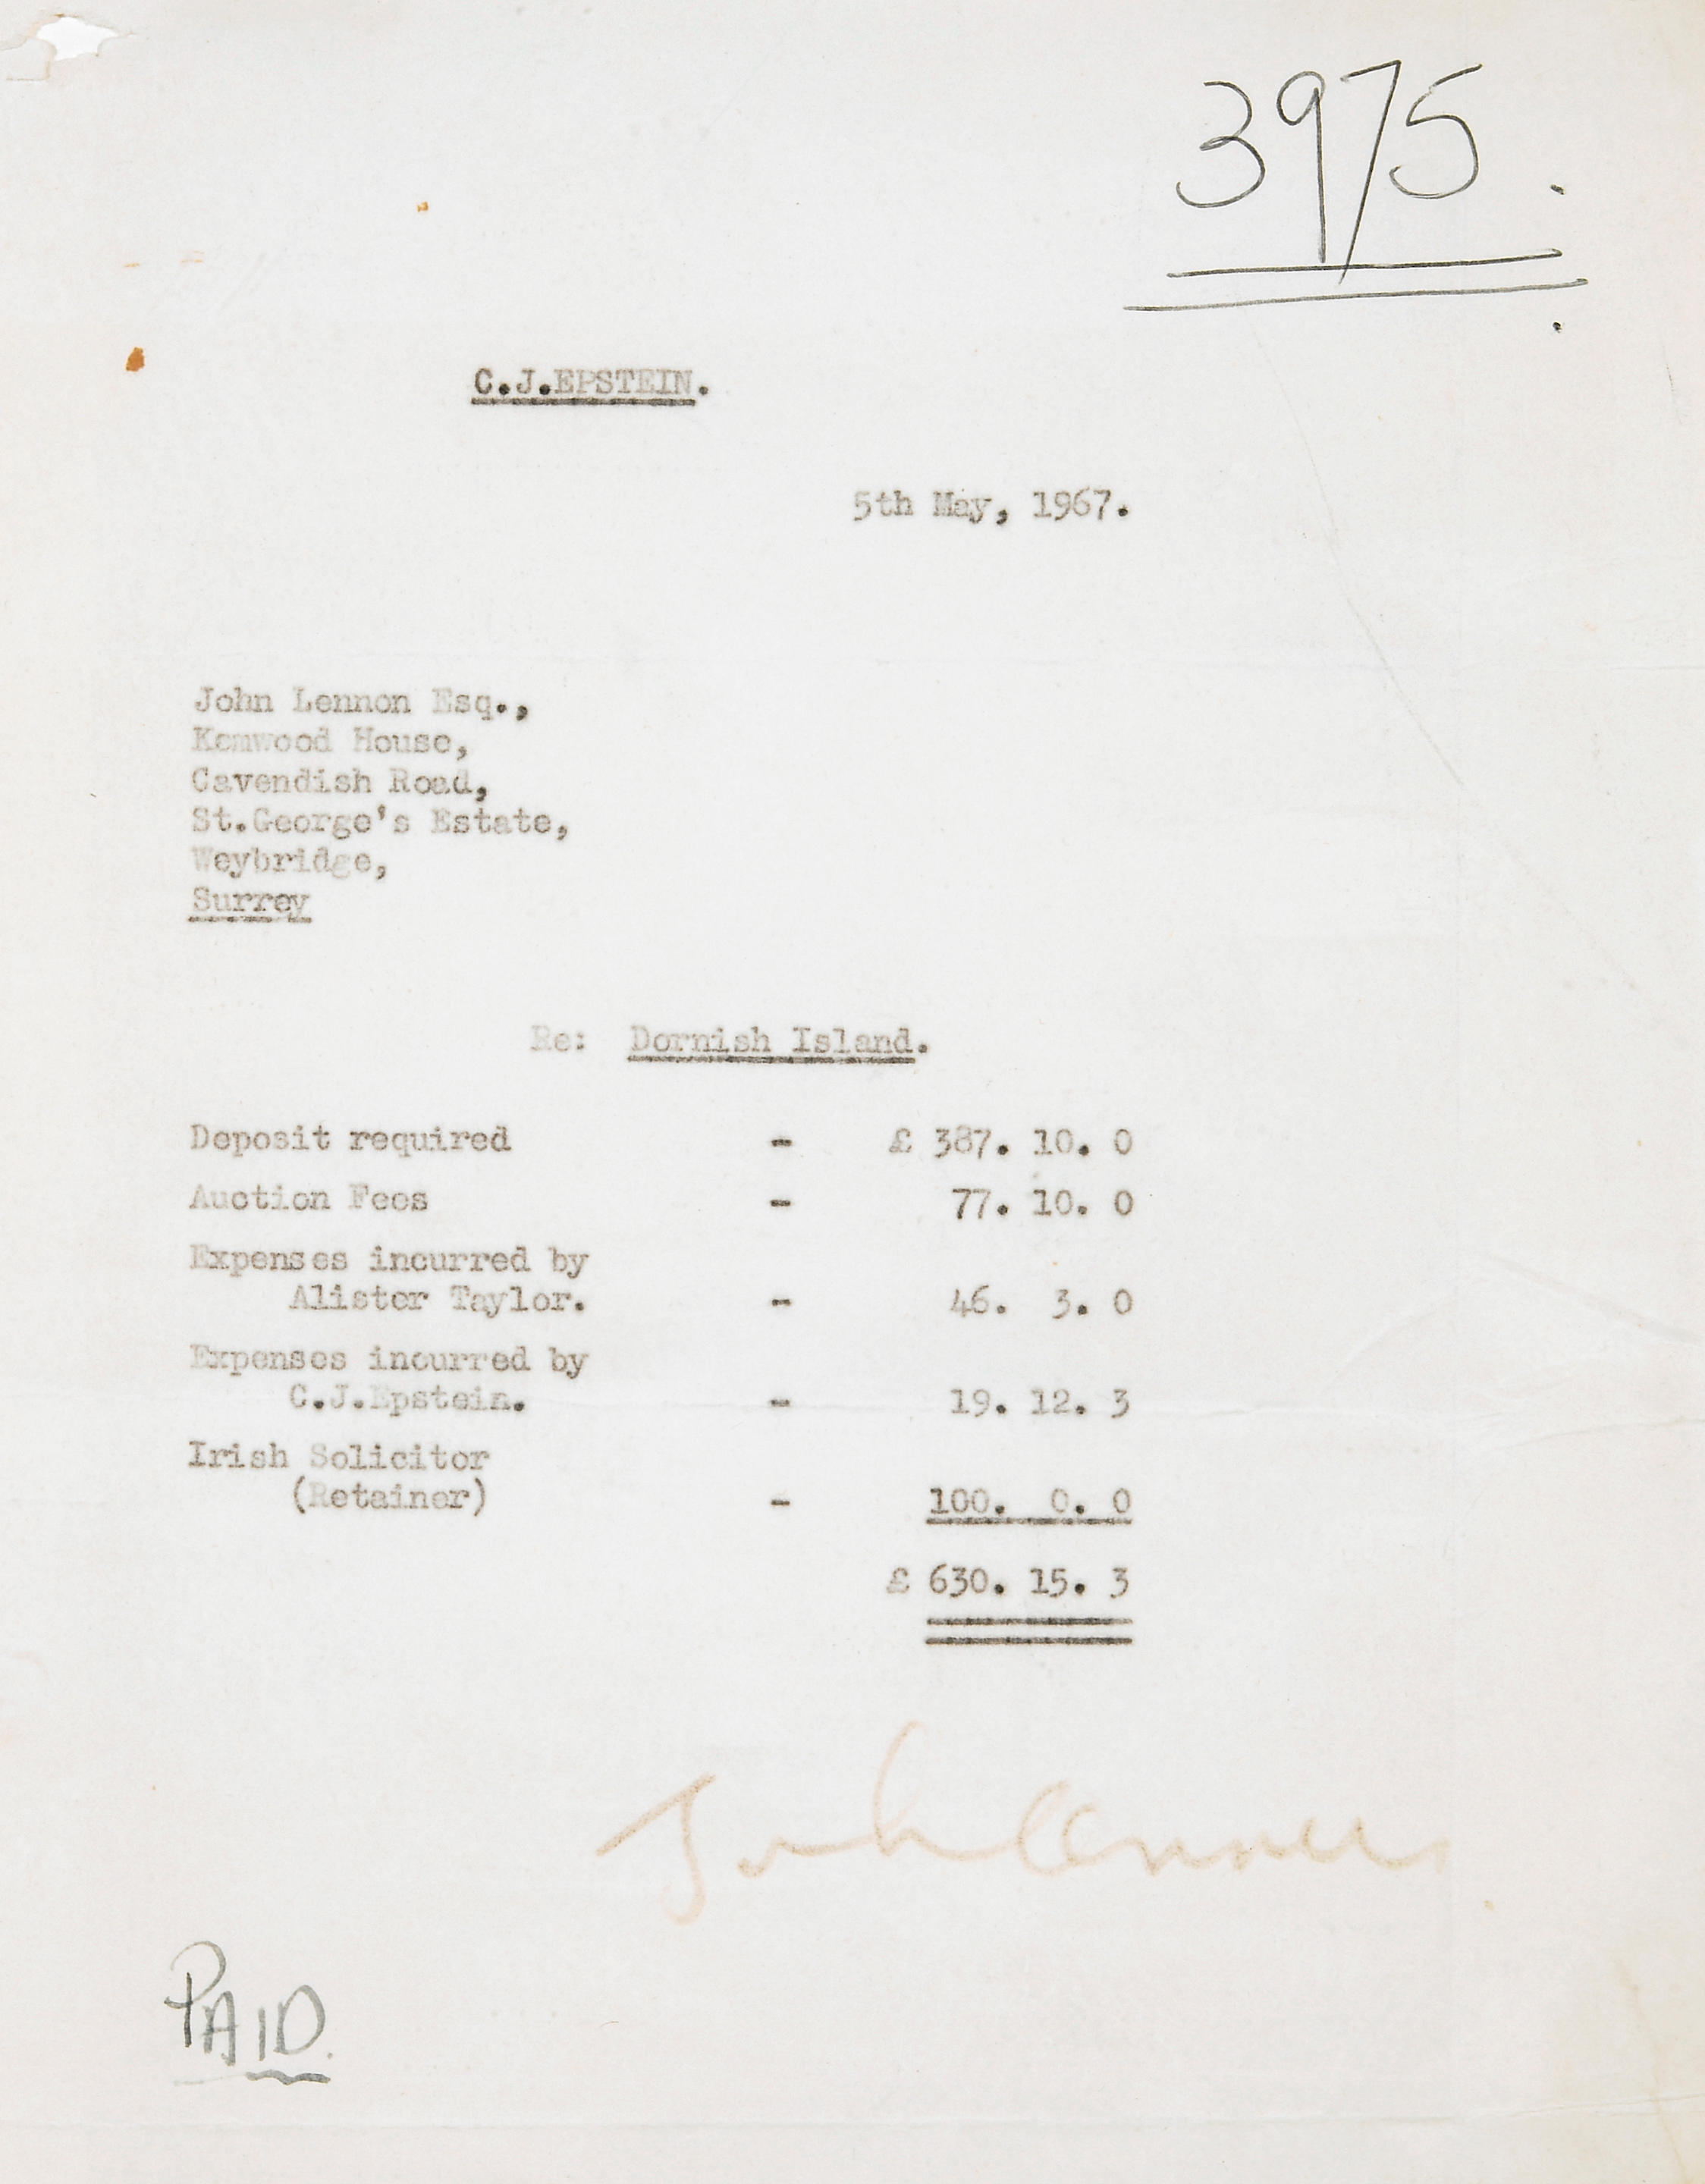 3975.
C.J.EPSTEIN.
5th May, 1967.
John Lennon Esq.,
Kenwood House,
Cavendish Road,
St.George's Estate,
Weybridge,
Surrey
Re: Dornish Island.
Deposit required - £ 387. 10. 0
Auction Fees - 77. 10. 0
Expenses incurred by
Alister Taylor. - 46. 3. 0
Expenses incurred by
C.J.Epstein. - 19. 12. 3
Irish Solicitor
(Retainer) - 100. 0. 0
£ 630. 15. 3
John Lennon
PAID.